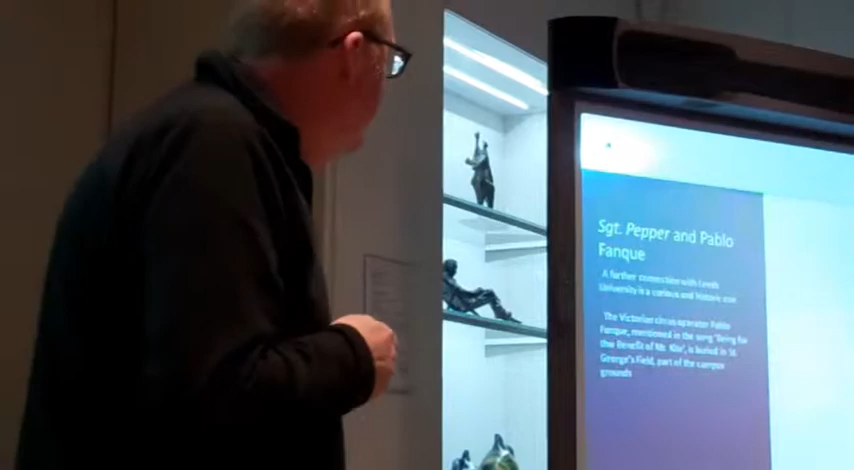 Sgt. Pepper and Pablo
Fanque
A further connection with Leeds
University is a curious and historic one
The Victorian circus operator Pablo
Fanque, mentioned in the song 'Being for
the Benefit of Mr. Kite', is buried in St
George's Field, part of the campus
grounds